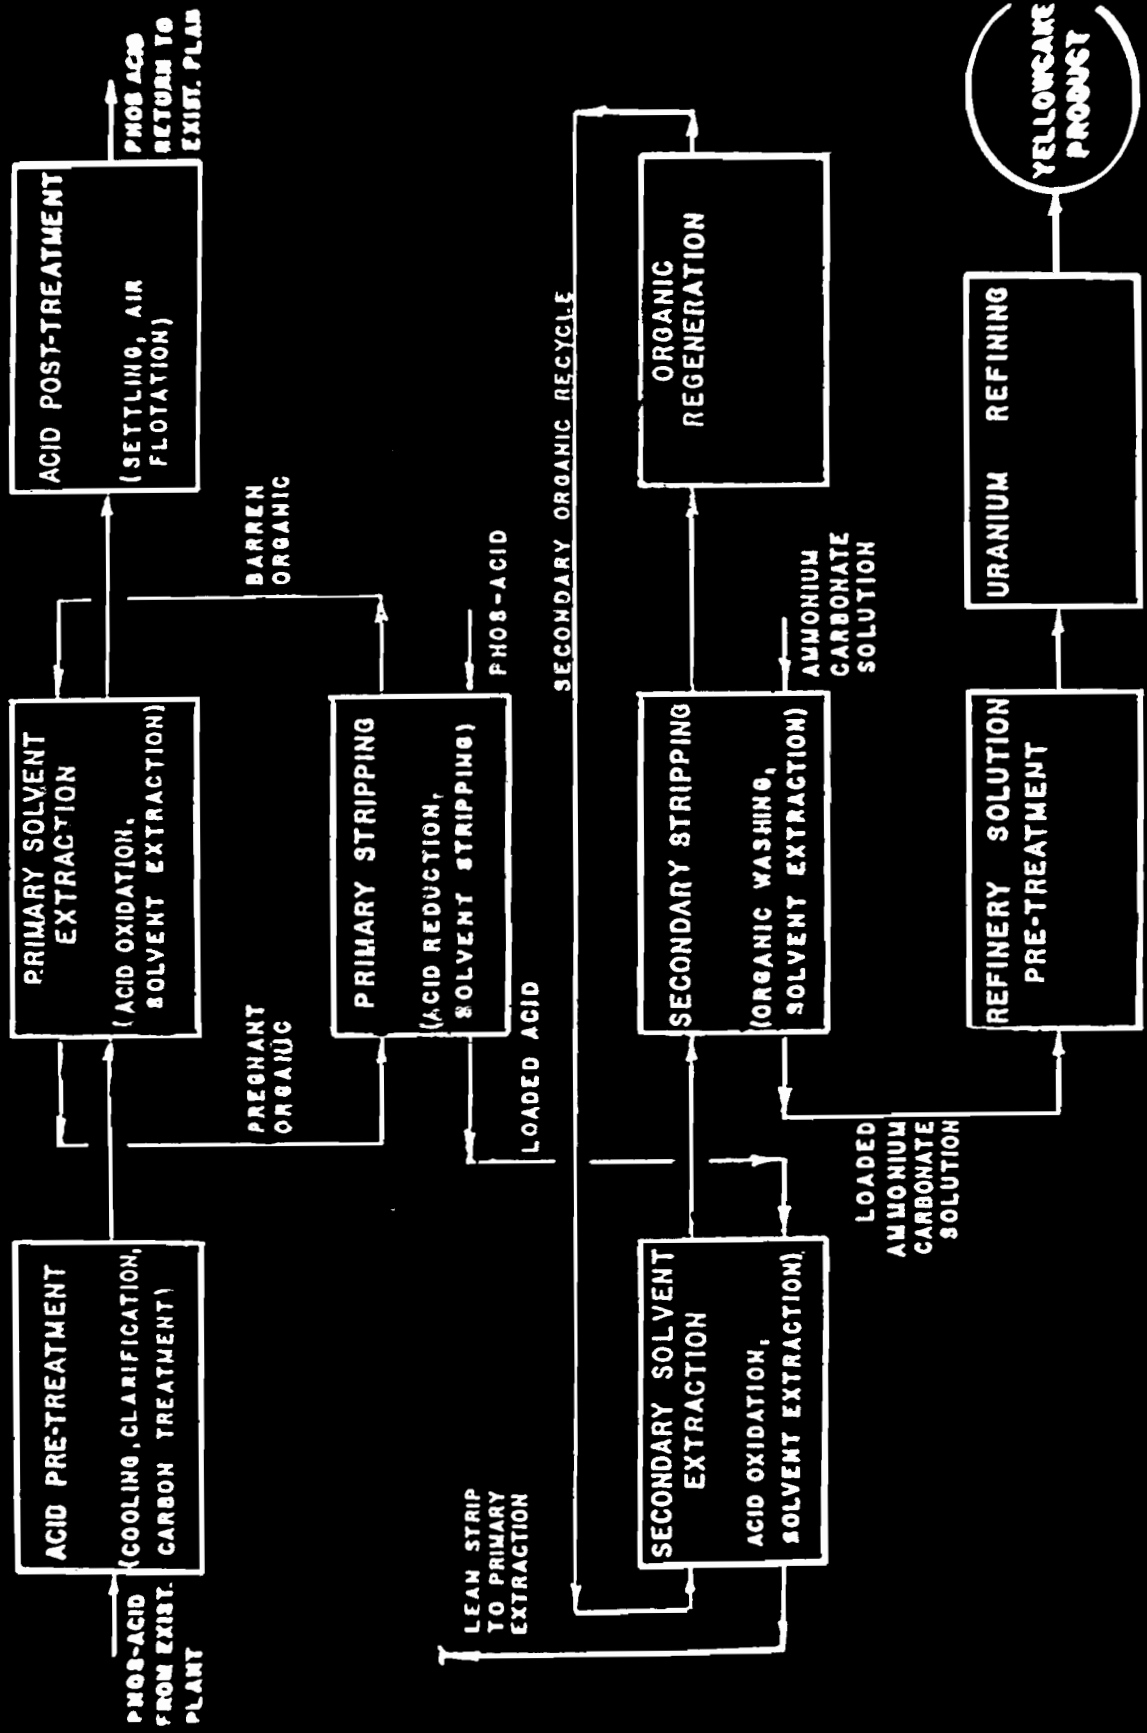 PHOS-ACID
FROM EXIST.
PLANT
ACID PRE-TREATMENT
(COOLING, CLARIFICATION,
CARBON TREATMENT)
PRIMARY SOLVENT
EXTRACTION
(ACID OXIDATION,
SOLVENT EXTRACTION)
ACID POST-TREATMENT
(SETTLING, AIR
FLOTATION)
PHOS ACID
RETURN TO
EXIST. PLAN
PREGNANT
ORGANIC
BARREN
ORGANIC
PRIMARY STRIPPING
(ACID REDUCTION,
SOLVENT STRIPPING)
PHOS-ACID
LOADED ACID
LEAN STRIP
TO PRIMARY
EXTRACTION
SECONDARY ORGANIC RECYCLE
SECONDARY SOLVENT
EXTRACTION
ACID OXIDATION,
SOLVENT EXTRACTION)
SECONDARY STRIPPING
(ORGANIC WASHING,
SOLVENT EXTRACTION)
ORGANIC
REGENERATION
AMMONIUM
CARBONATE
SOLUTION
LOADED
AMMONIUM
CARBONATE
SOLUTION
REFINERY SOLUTION
PRE-TREATMENT
URANIUM REFINING
YELLOWCAKE
PRODUCT